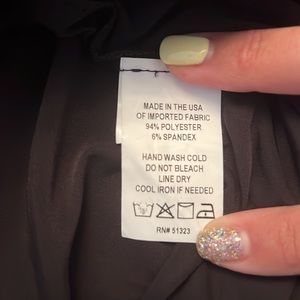 MADE IN THE USA
OF IMPORTED FABRIC
94% POLYESTER
6% SPANDEX
HAND WASH COLD
DO NOT BLEACH
LINE DRY
COOL IRON IF NEEDED
RN# 51323